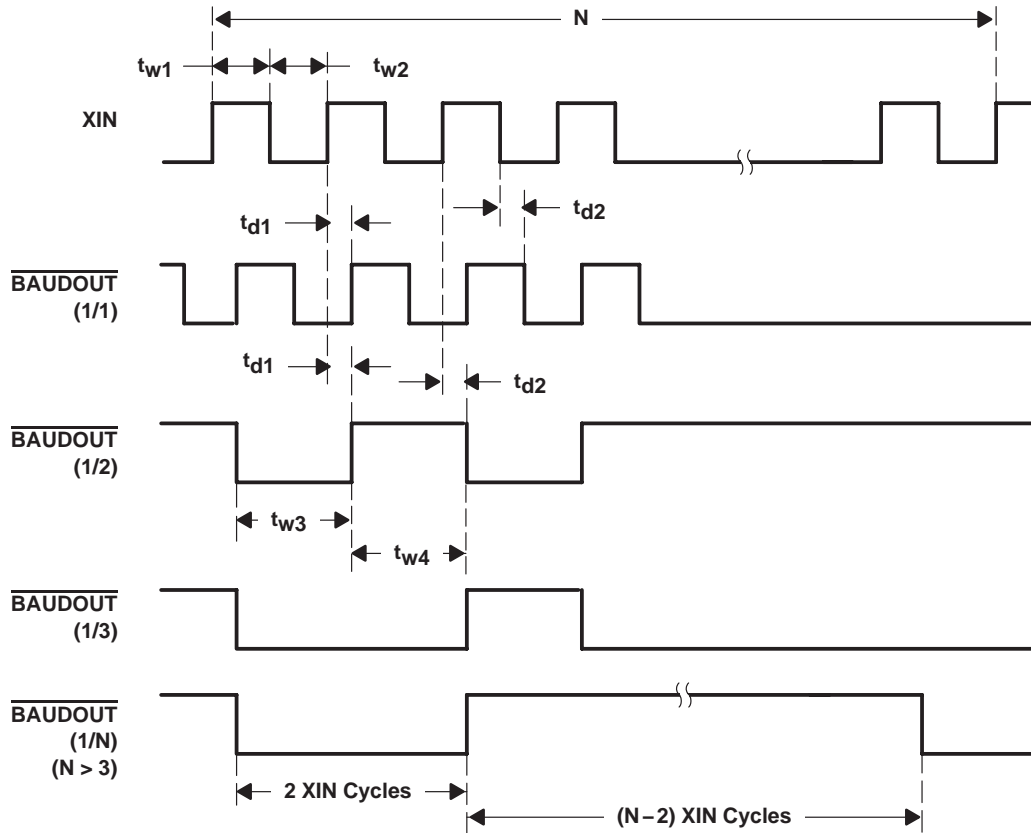 N
tw1
tw2
XIN
td1
td2
BAUDOUT
(1/1)
td1
td2
BAUDOUT
(1/2)
tw3
tw4
BAUDOUT
(1/3)
BAUDOUT
(1/N)
(N > 3)
2 XIN Cycles
(N−2) XIN Cycles